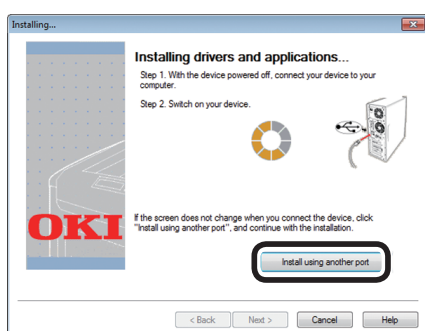 Installing...
Installing drivers and applications...
Step 1. With the device powered off, connect your device to your
computer.
Step 2. Switch on your device.
OKI
If the screen does not change when you connect the device, click
"Install using another port", and continue with the installation.
Install using another port
< Back Next > Cancel Help